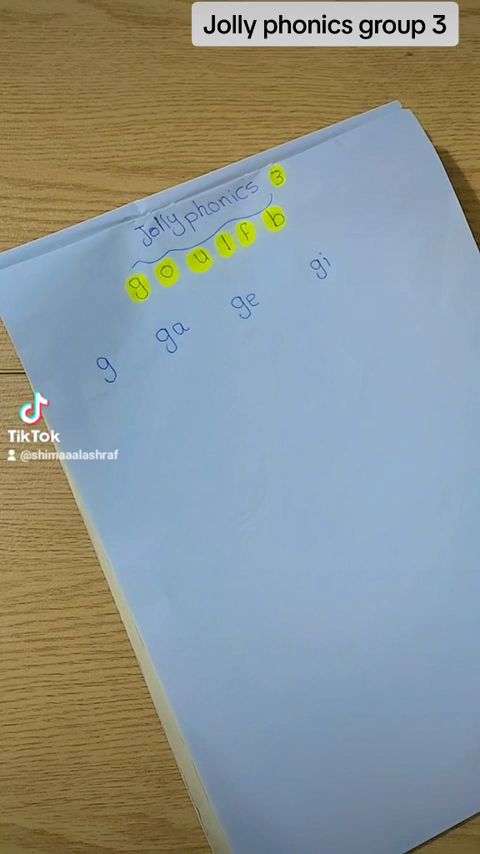 Jolly phonics group 3
Jolly phonics 3
g o u l f b
g ga ge gi
TikTok
@shimaaalashraf